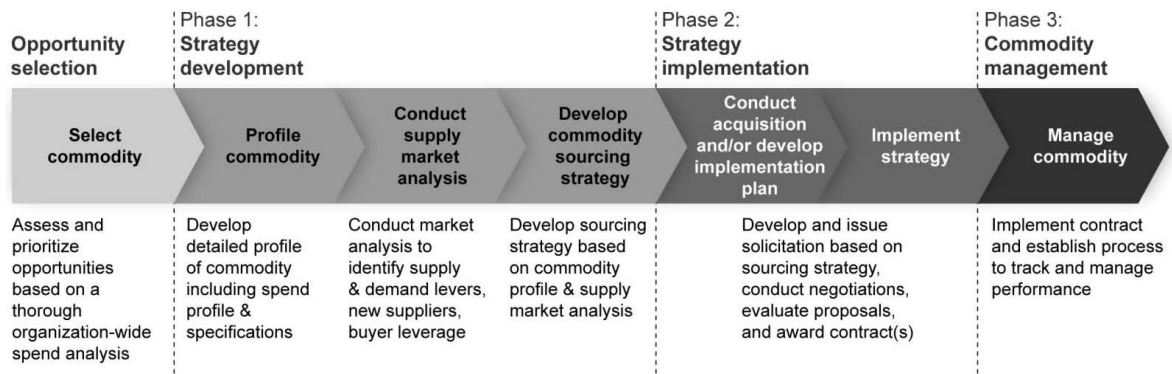 Opportunity
selection
Phase 1:
Strategy
development
Phase 2:
Strategy
implementation
Phase 3:
Commodity
management
Select
commodity
Profile
commodity
Conduct
supply
market
analysis
Develop
commodity
sourcing
strategy
Conduct
acquisition
and/or develop
implementation
plan
Implement
strategy
Manage
commodity
Assess and
prioritize
opportunities
based on a
thorough
organization-wide
spend analysis
Develop
detailed profile
of commodity
including spend
profile &
specifications
Conduct market
analysis to
identify supply
& demand levers,
new suppliers,
buyer leverage
Develop sourcing
strategy based
on commodity
profile & supply
market analysis
Develop and issue
solicitation based on
sourcing strategy,
conduct negotiations,
evaluate proposals,
and award contract(s)
Implement contract
and establish process
to track and manage
performance